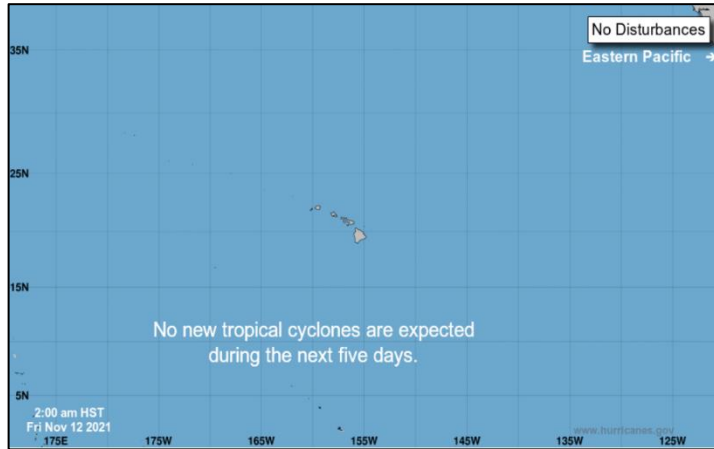 No Disturbances
35N
Eastern Pacific →
25N
15N
No new tropical cyclones are expected
during the next five days.
5N
2:00 am HST
Fri Nov 12 2021
www.hurricanes.gov
175E 175W 165W 155W 145W 135W 125W